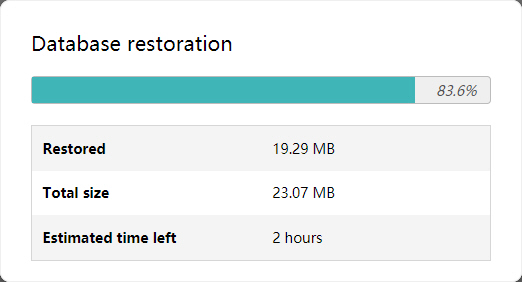 Database restoration
83.6%
Restored 19.29 MB
Total size 23.07 MB
Estimated time left 2 hours